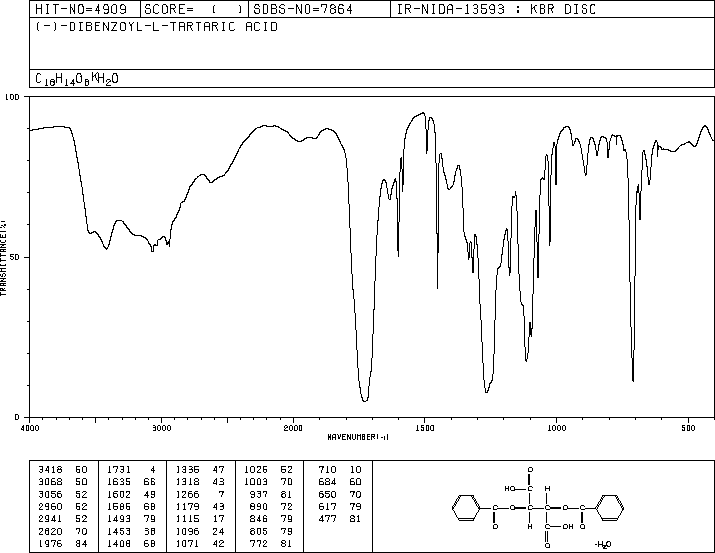 HIT-NO=4909 SCORE= ( ) SDBS-NO=7864 IR-NIDA-13593 : KBR DISC
(-)-DIBENZOYL-L-TARTARIC ACID
C18H14O8·H2O
100
TRANSMITTANCE(%)
50
0
4000 3000 2000 1500 1000 500
WAVENUMBER(-1)
3418 50 1731 4 1336 47 1026 52 710 10
3068 50 1635 66 1318 43 1003 70 684 60
3056 52 1602 49 1266 7 937 81 650 70
2960 52 1586 68 1179 43 890 72 617 79
2941 52 1493 79 1115 17 846 79 477 81
2620 70 1453 38 1096 24 805 79
1976 84 1408 68 1071 42 772 81
O
HO C H
C O C C O C
O H C OH O
O
·H2O